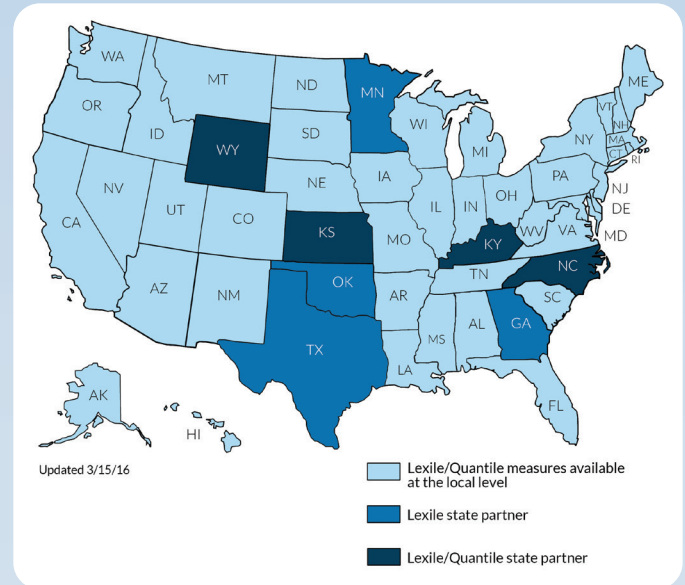 WA
MT
ND
MN
ME
OR
ID
SD
WI
MI
VT
NH
NY
MA
CT
RI
WY
NE
IA
PA
NJ
NV
UT
CO
IL
IN
OH
DE
CA
KS
MO
KY
WV
VA
MD
AZ
NM
OK
AR
TN
NC
SC
TX
LA
MS
AL
GA
FL
AK
HI
Updated 3/15/16
Lexile/Quantile measures available
at the local level
Lexile state partner
Lexile/Quantile state partner